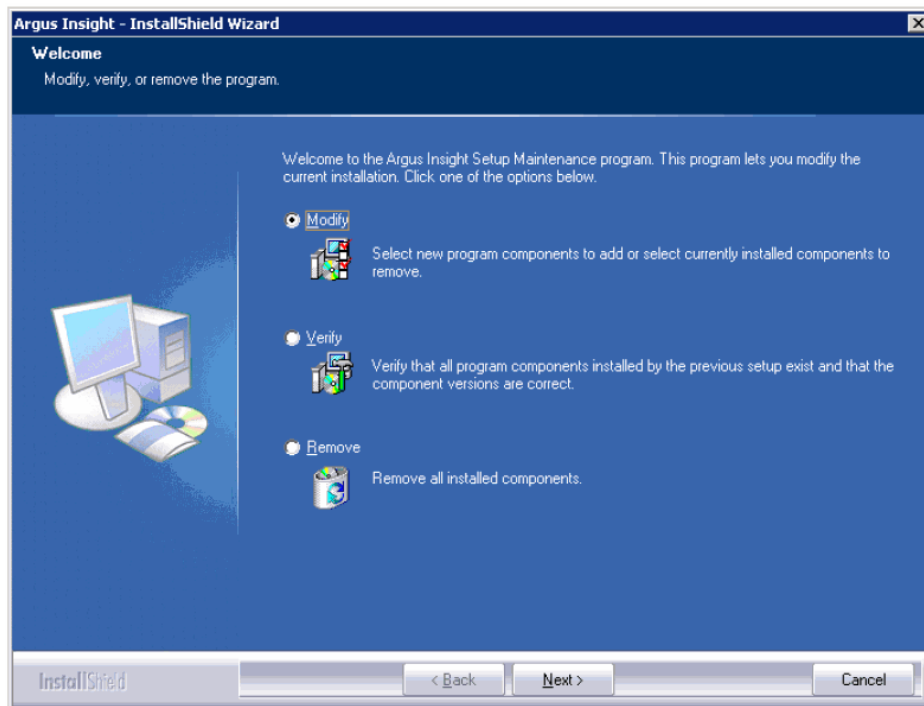 Argus Insight - InstallShield Wizard
Welcome
Modify, verify, or remove the program.
Welcome to the Argus Insight Setup Maintenance program. This program lets you modify the
current installation. Click one of the options below.
Modify
Select new program components to add or select currently installed components to
remove.
Verify
Verify that all program components installed by the previous setup exist and that the
component versions are correct.
Remove
Remove all installed components.
InstallShield
< Back
Next >
Cancel